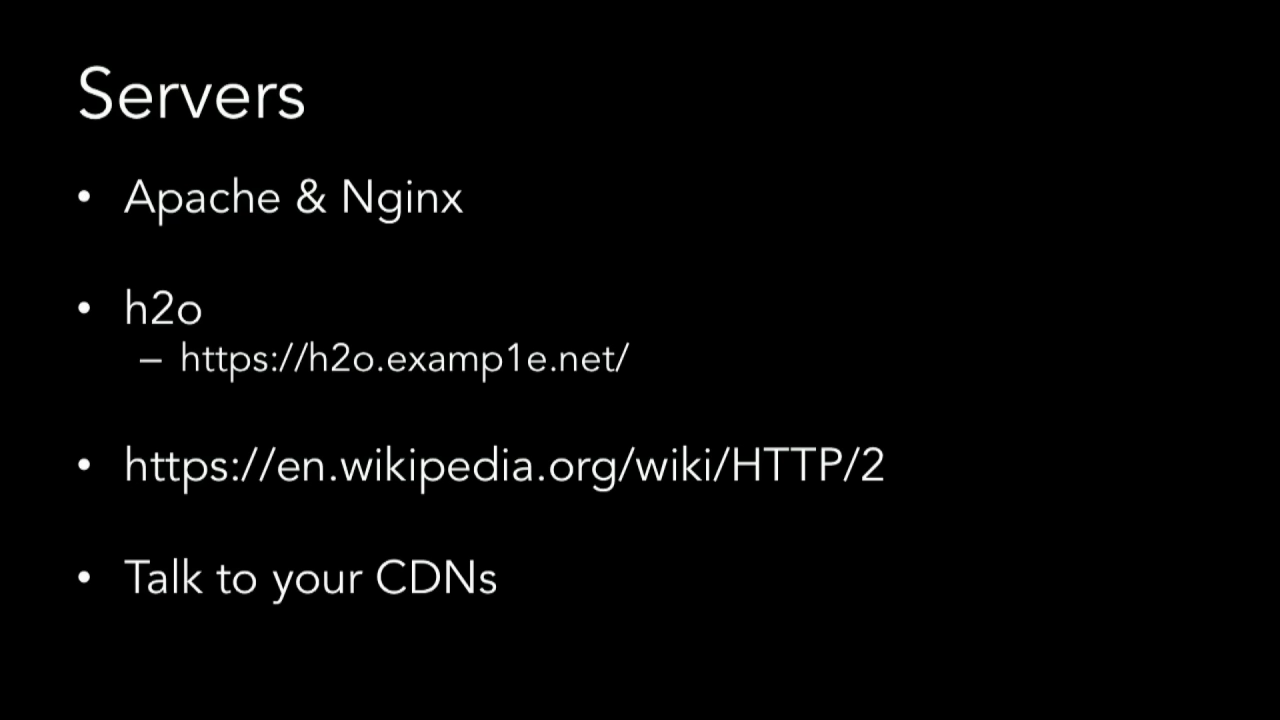 Servers
• Apache & Nginx
• h2o
– https://h2o.examp1e.net/
• https://en.wikipedia.org/wiki/HTTP/2
• Talk to your CDNs